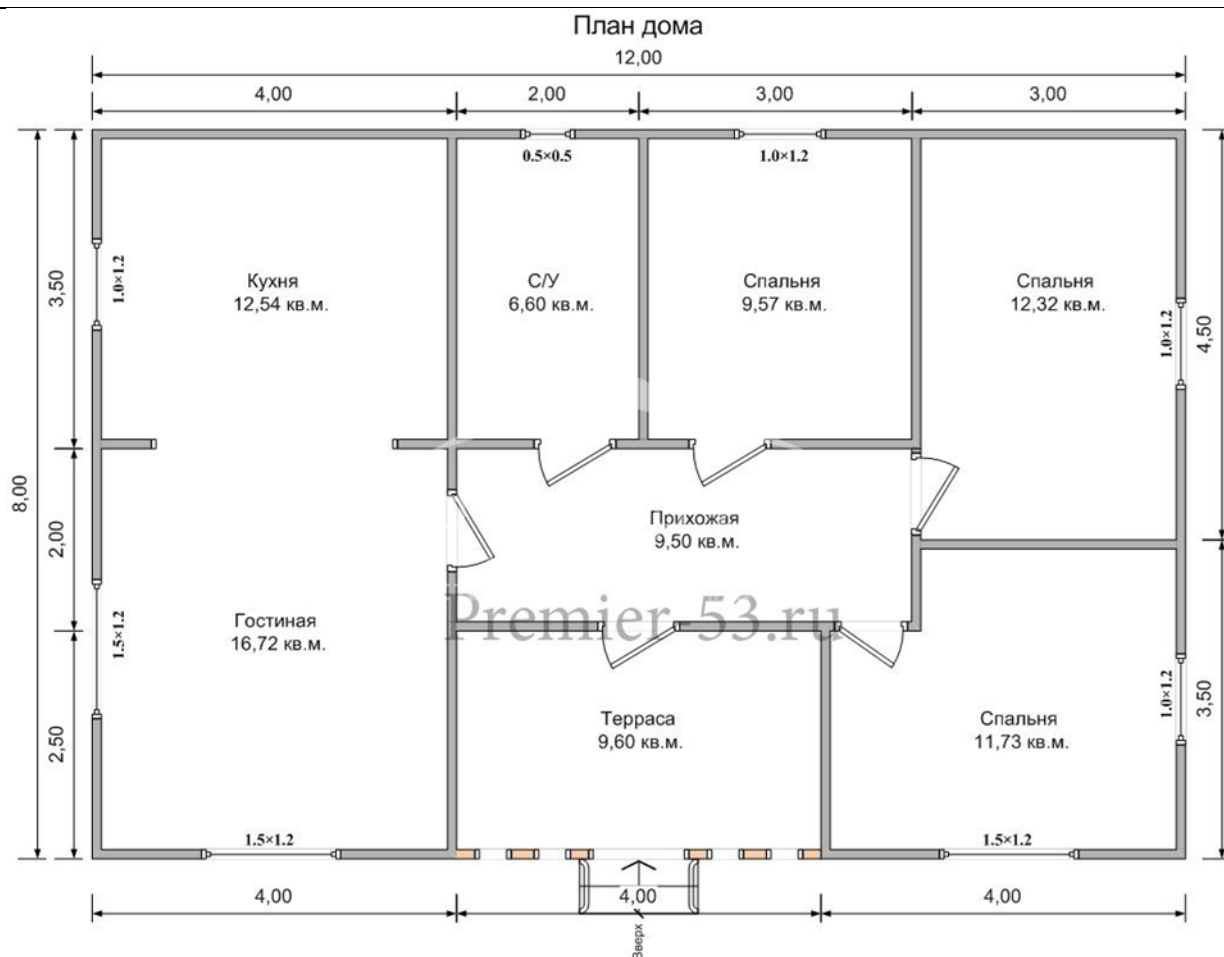 План дома
12,00
4,00
2,00
3,00
3,00
0.5×0.5
1.0×1.2
3,50
1.0×1.2
Кухня
12,54 кв.м.
С/У
6,60 кв.м.
Спальня
9,57 кв.м.
Спальня
12,32 кв.м.
1.0×1.2
4,50
8,00
2,00
Прихожая
9,50 кв.м.
Premier-53.ru
1.5×1.2
Гостиная
16,72 кв.м.
2,50
Терраса
9,60 кв.м.
Спальня
11,73 кв.м.
1.0×1.2
3,50
1.5×1.2
1.5×1.2
4,00
4,00
4,00
Вверх